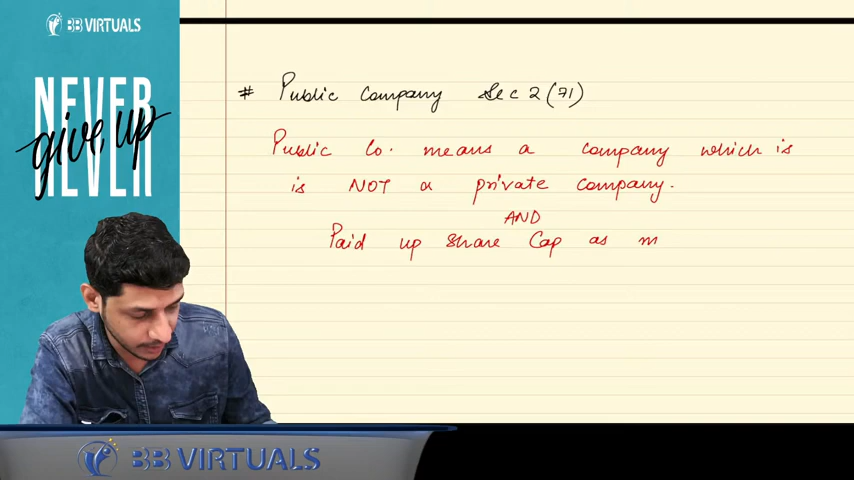 BB VIRTUALS
NEVER
give up
NEVER
# Public Company Sec 2(71)
Public Co. means a company which is
is NOT a private company.
AND
Paid up share Cap as m
BB VIRTUALS